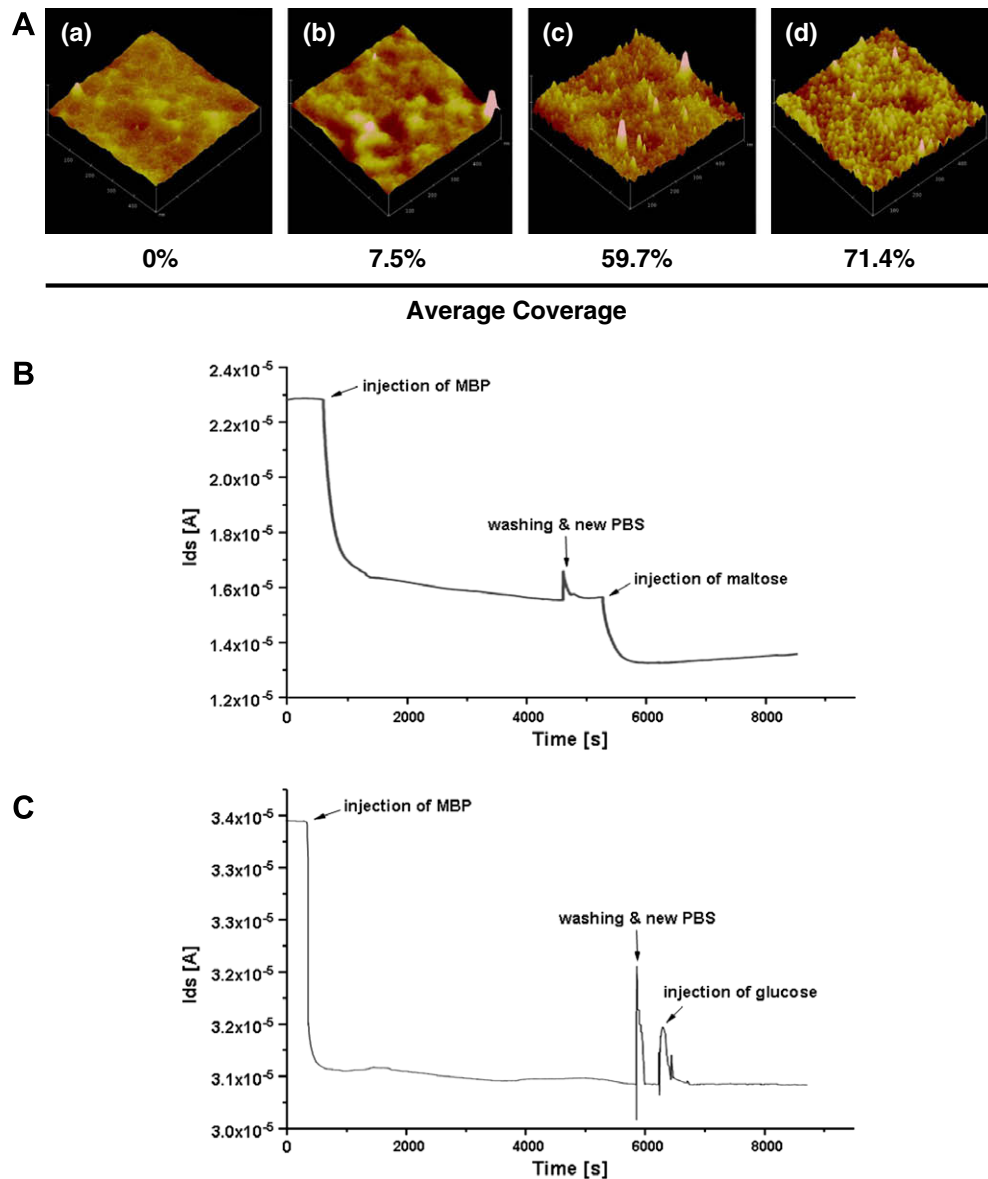 A
(a) (b) (c) (d)
0% 7.5% 59.7% 71.4%
Average Coverage
B
2.4x10⁻⁵
injection of MBP
2.2x10⁻⁵
2.0x10⁻⁵
1.8x10⁻⁵
washing & new PBS
Ids [A]
injection of maltose
1.6x10⁻⁵
1.4x10⁻⁵
1.2x10⁻⁵
0 2000 4000 6000 8000
Time [s]
C
injection of MBP
3.4x10⁻⁵
3.3x10⁻⁵
3.3x10⁻⁵
washing & new PBS
Ids [A]
3.2x10⁻⁵
injection of glucose
3.2x10⁻⁵
3.1x10⁻⁵
3.0x10⁻⁵
0 2000 4000 6000 8000
Time [s]